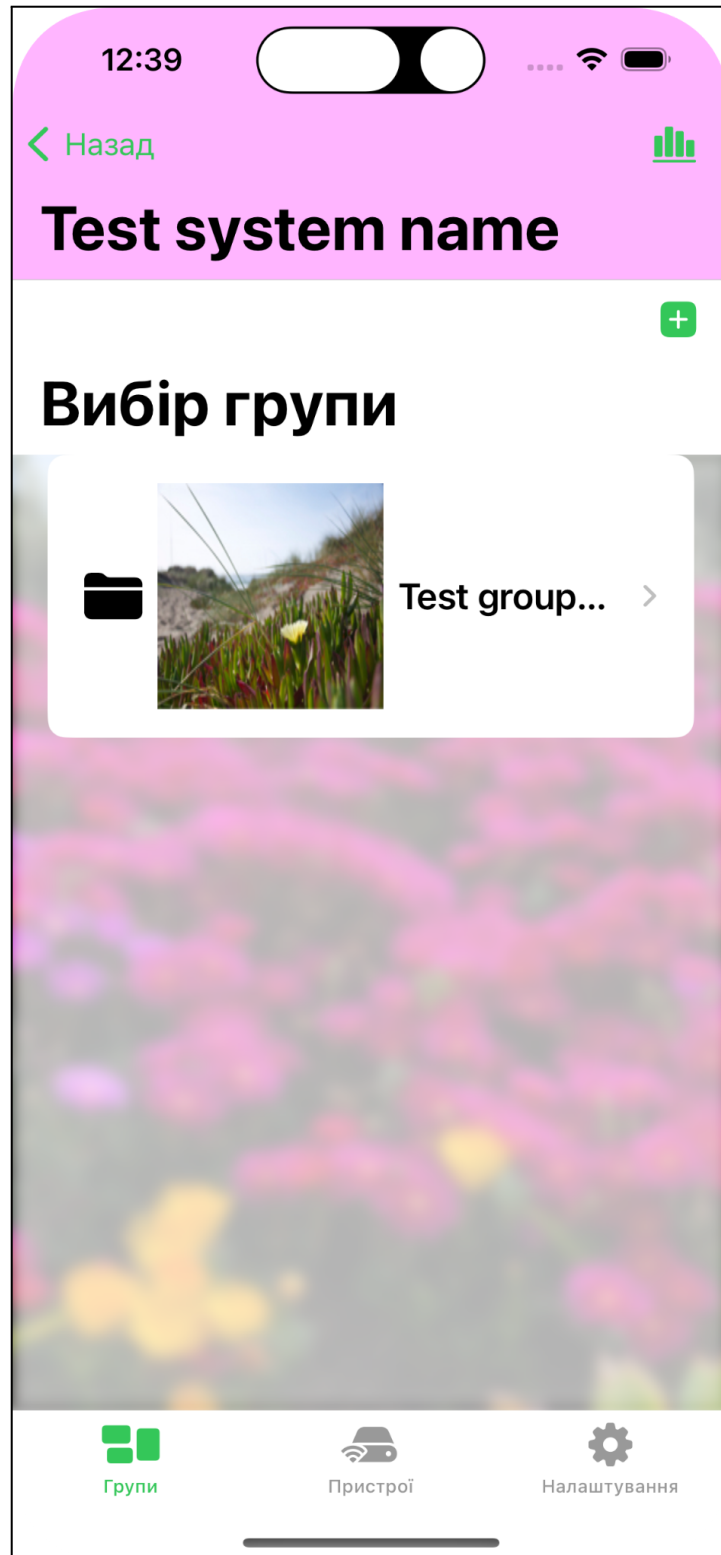 12:39
Назад
Test system name
Вибір групи
Test group...
Групи
Пристрої
Налаштування